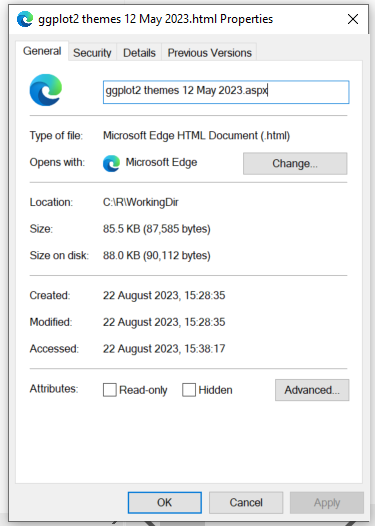 ggplot2 themes 12 May 2023.html Properties
General Security Details Previous Versions
ggplot2 themes 12 May 2023.aspx
Type of file: Microsoft Edge HTML Document (.html)
Opens with: Microsoft Edge Change...
Location: C:\R\WorkingDir
Size: 85.5 KB (87,585 bytes)
Size on disk: 88.0 KB (90,112 bytes)
Created: 22 August 2023, 15:28:35
Modified: 22 August 2023, 15:28:35
Accessed: 22 August 2023, 15:38:17
Attributes: Read-only Hidden Advanced...
OK Cancel Apply